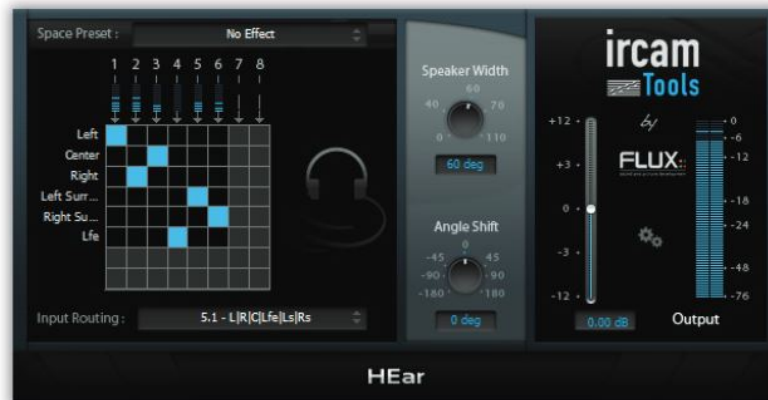 Space Preset : No Effect
1 2 3 4 5 6 7 8
Left
Center
Right
Left Surr...
Right Su...
Lfe
Input Routing : 5.1 - L|R|C|Lfe|Ls|Rs
Speaker Width
60
40 70
0 110
60 deg
Angle Shift
0
-45 45
-90 90
-180 180
0 deg
ircam
Tools
by
FLUX::
+12
+3
0
-3
-12
0.00 dB
0
-6
-12
-18
-24
-48
-76
Output
HEar